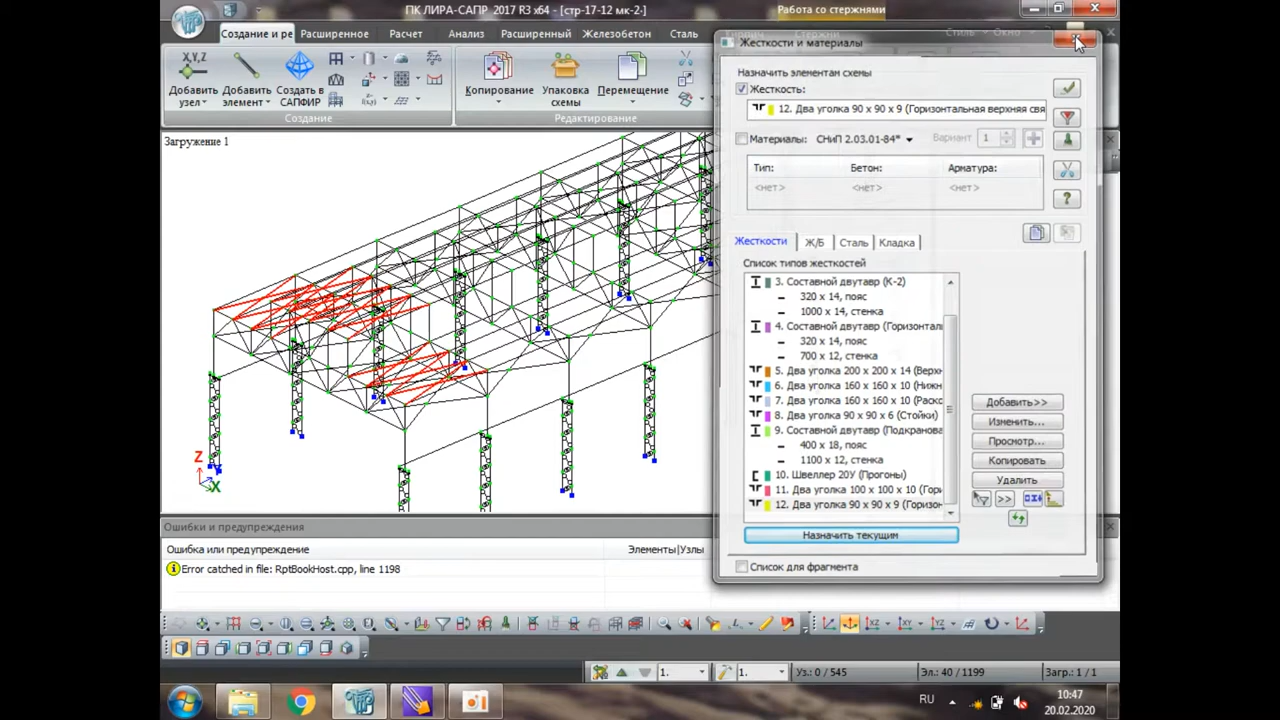 ПК ЛИРА-САПР 2017 R3 x64 - [стр-17-12 мк-2-]
Работа со стержнями
Создание и ре
Расширенное
Расчет
Анализ
Расширенный
Железобетон
Сталь
Стиль
Окно
Добавить узел
Добавить элемент
Создать в САПФИР
Создание
Копирование
Упаковка схемы
Перемещение
Редактирование
Загружение 1
Z
X
Жесткости и материалы
Назначить элементам схемы
Жесткость:
12. Два уголка 90 x 90 x 9 (Горизонтальная верхняя свя
Материалы: СНиП 2.03.01-84* Вариант 1
Тип: Бетон: Арматура:
<нет> <нет> <нет>
Жесткости Ж/Б Сталь Кладка
Список типов жесткостей
3. Составной двутавр (К-2)
320 x 14, пояс
1000 x 14, стенка
4. Составной двутавр (Горизонтал
320 x 14, пояс
700 x 12, стенка
5. Два уголка 200 x 200 x 14 (Верхн
6. Два уголка 160 x 160 x 10 (Нижн
7. Два уголка 160 x 160 x 10 (Раско
8. Два уголка 90 x 90 x 6 (Стойки)
9. Составной двутавр (Подкранова
400 x 18, пояс
1100 x 12, стенка
10. Швеллер 20У (Прогоны)
11. Два уголка 100 x 100 x 10 (Гори
12. Два уголка 90 x 90 x 9 (Горизон
Добавить>>
Изменить...
Просмотр...
Копировать
Удалить
>>
Назначить текущим
Список для фрагмента
Ошибки и предупреждения
Ошибка или предупреждение Элементы|Узлы
Error catched in file: RptBookHost.cpp, line 1198
XZ XY YZ
1. 1. Уз.: 0 / 545 Эл.: 40 / 1199 Загр.: 1 / 1
RU
10:47
20.02.2020